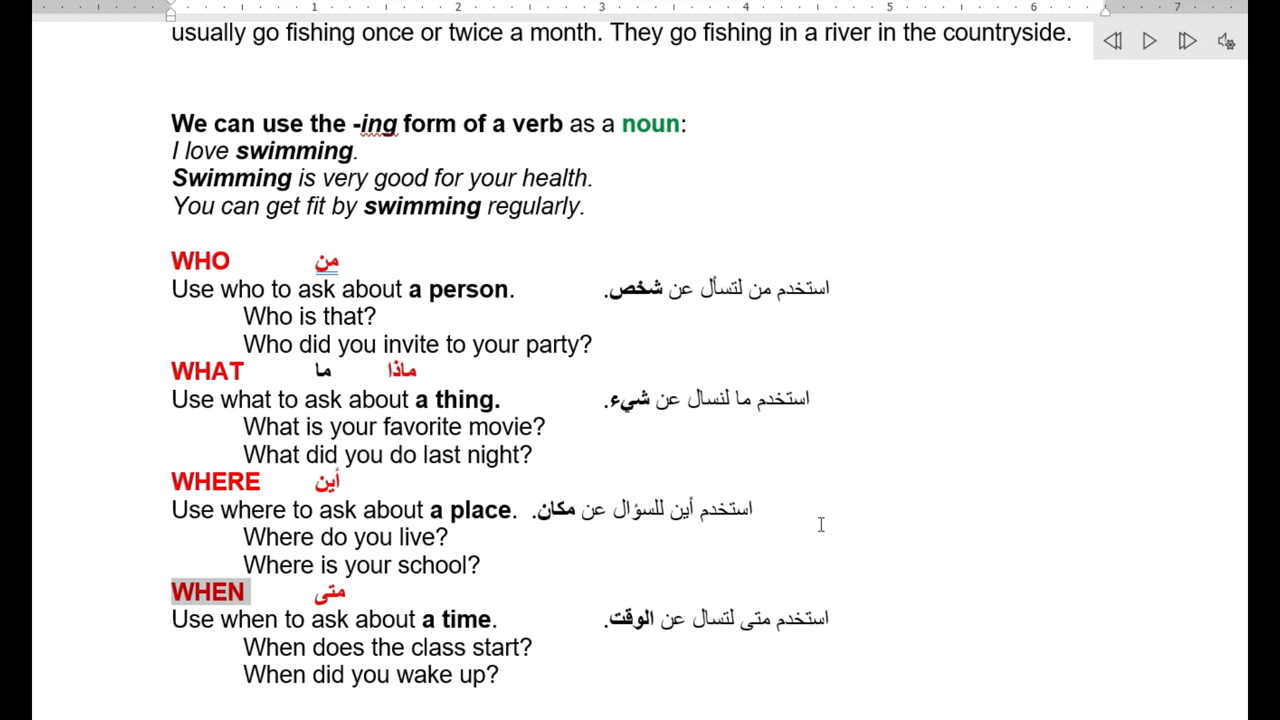 1 2 3 4 5 6 7
usually go fishing once or twice a month. They go fishing in a river in the countryside.
We can use the -ing form of a verb as a noun:
I love swimming.
Swimming is very good for your health.
You can get fit by swimming regularly.
WHO من
Use who to ask about a person. استخدم من لتسأل عن شخص.
Who is that?
Who did you invite to your party?
WHAT ما ماذا
Use what to ask about a thing. استخدم ما لنسال عن شيء.
What is your favorite movie?
What did you do last night?
WHERE أين
Use where to ask about a place. استخدم أين للسؤال عن مكان.
Where do you live?
Where is your school?
WHEN متى
Use when to ask about a time. استخدم متى لتسال عن الوقت.
When does the class start?
When did you wake up?